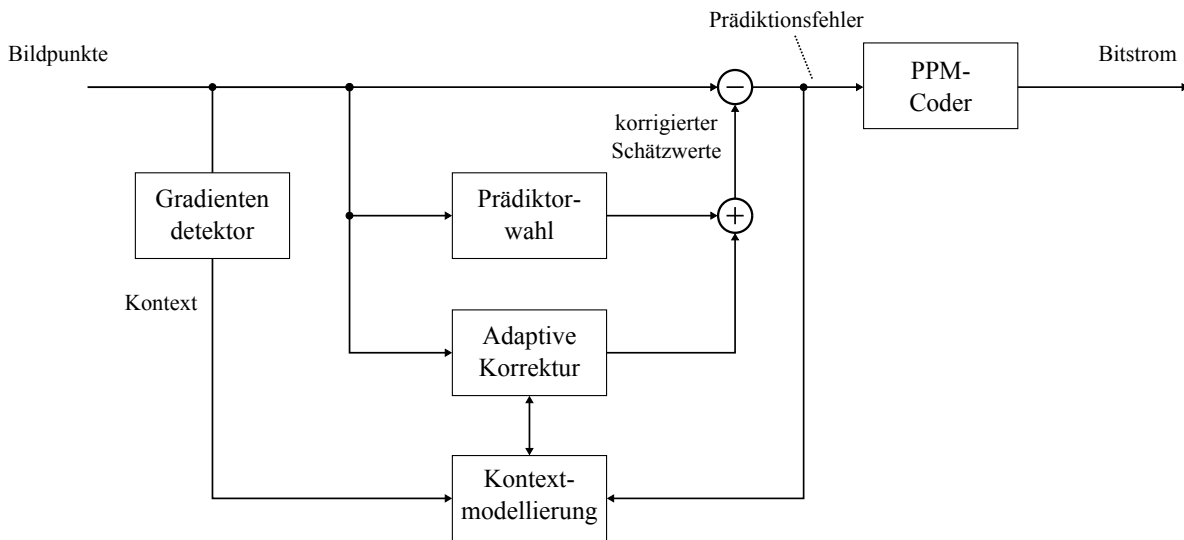 Prädiktionsfehler
Bildpunkte
PPM-
Coder
Bitstrom
−
korrigierter
Schätzwerte
Gradienten
detektor
Prädiktor-
wahl
+
Kontext
Adaptive
Korrektur
Kontext-
modellierung